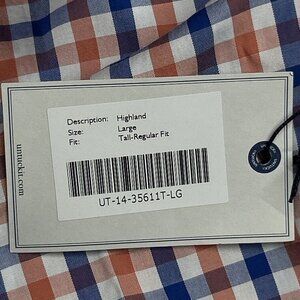 Description: Highland
Size: Large
Fit: Tall-Regular Fit
UT-14-35611T-LG
untuckit.com